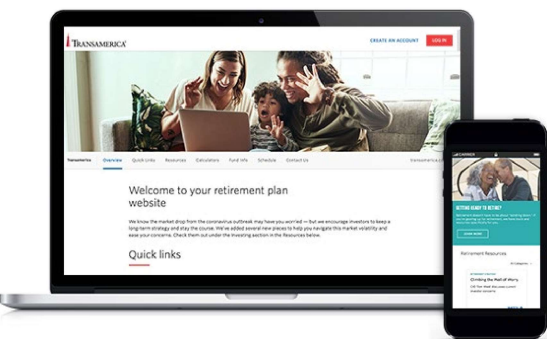 TRANSAMERICA
CREATE AN ACCOUNT
LOG IN
Transamerica
Overview
Quick Links
Resources
Calculators
Fund Info
Schedule
Contact Us
Welcome to your retirement plan
website
We know the market drop from the coronavirus outbreak may have you worried — but we encourage investors to keep a
long-term strategy and stay the course. We've added several new pieces to help you navigate this market volatility and
ease your concerns. Check them out under the investing section in the Resources below.
Quick links
GETTING READY TO RETIRE?
LEARN MORE
Retirement Resources
Climbing the Wall of Worry